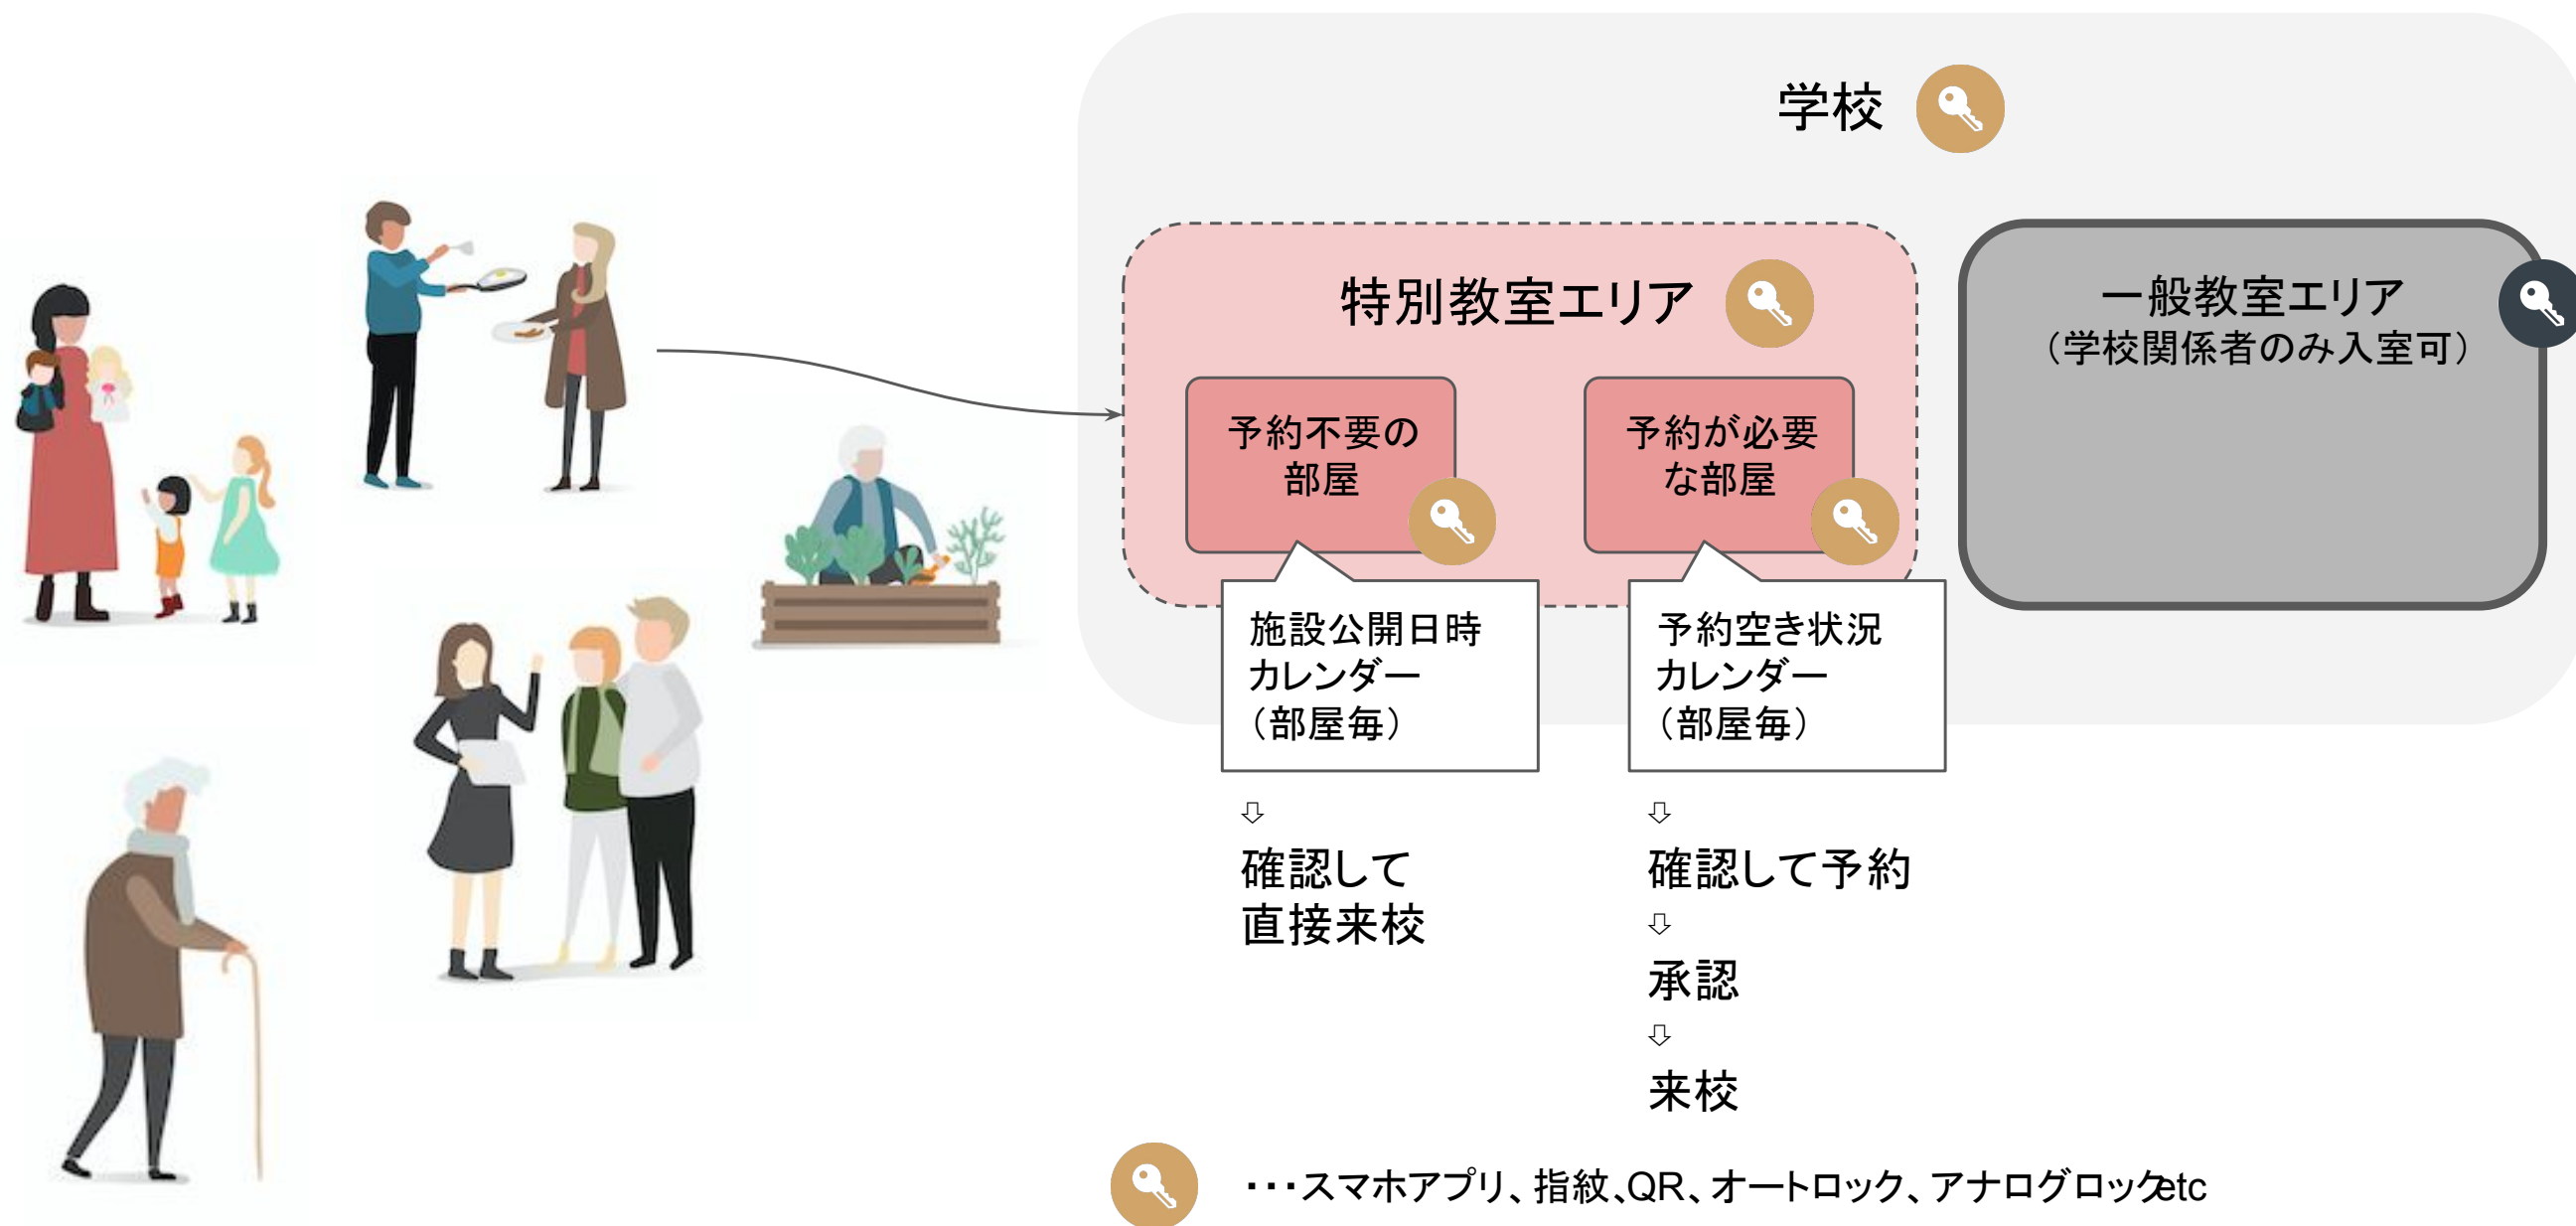 学校
特別教室エリア
一般教室エリア
（学校関係者のみ入室可）
予約不要の
部屋
予約が必要
な部屋
施設公開日時
カレンダー
（部屋毎）
予約空き状況
カレンダー
（部屋毎）
⇩
確認して
直接来校
⇩
確認して予約
⇩
承認
⇩
来校
・・・スマホアプリ、指紋、QR、オートロック、アナログロックetc